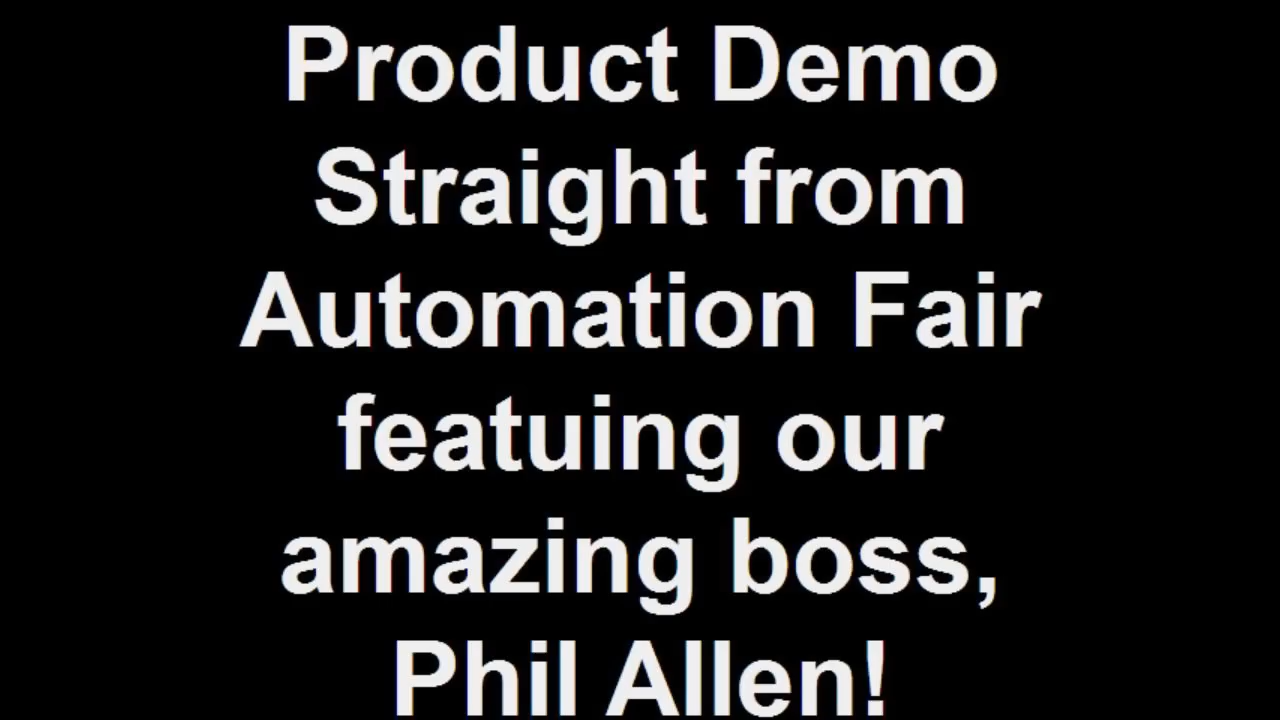 Product Demo
Straight from
Automation Fair
featuing our
amazing boss,
Phil Allen!